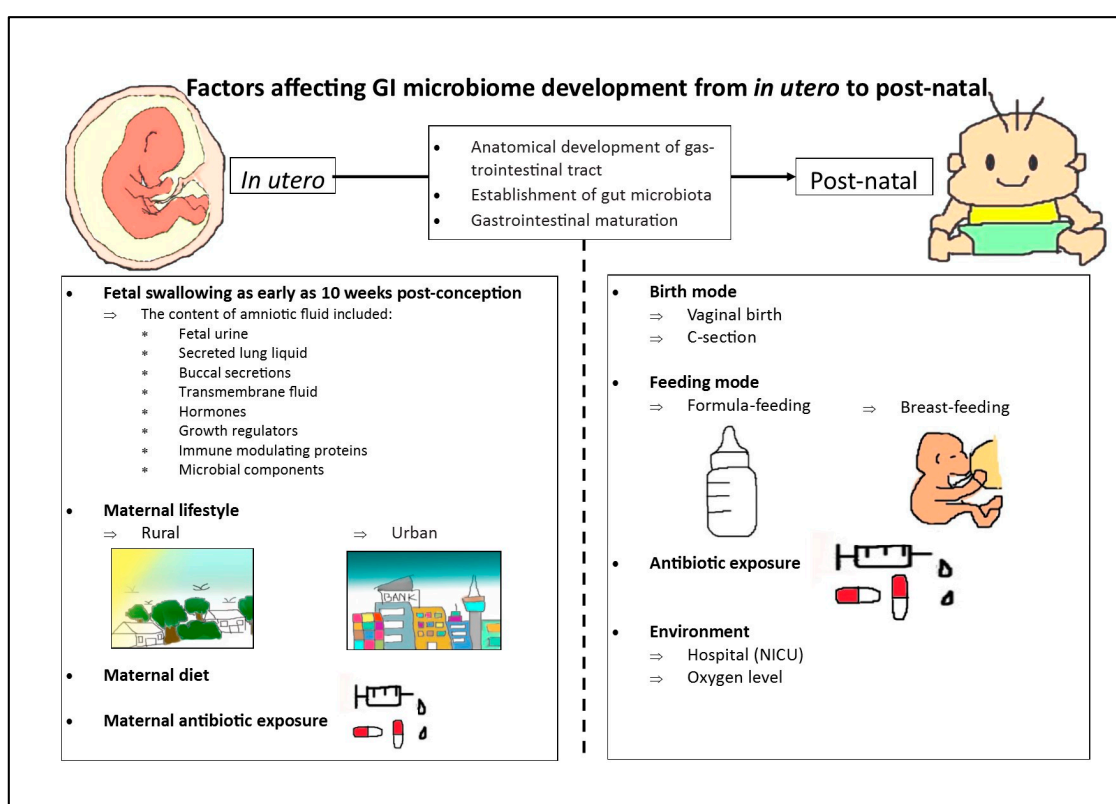 Factors affecting GI microbiome development from in utero to post-natal
In utero
• Anatomical development of gas-
trointestinal tract
• Establishment of gut microbiota
• Gastrointestinal maturation
Post-natal
• Fetal swallowing as early as 10 weeks post-conception
⇒ The content of amniotic fluid included:
* Fetal urine
* Secreted lung liquid
* Buccal secretions
* Transmembrane fluid
* Hormones
* Growth regulators
* Immune modulating proteins
* Microbial components
• Maternal lifestyle
⇒ Rural ⇒ Urban
BANK
• Maternal diet
• Maternal antibiotic exposure
• Birth mode
⇒ Vaginal birth
⇒ C-section
• Feeding mode
⇒ Formula-feeding ⇒ Breast-feeding
• Antibiotic exposure
• Environment
⇒ Hospital (NICU)
⇒ Oxygen level